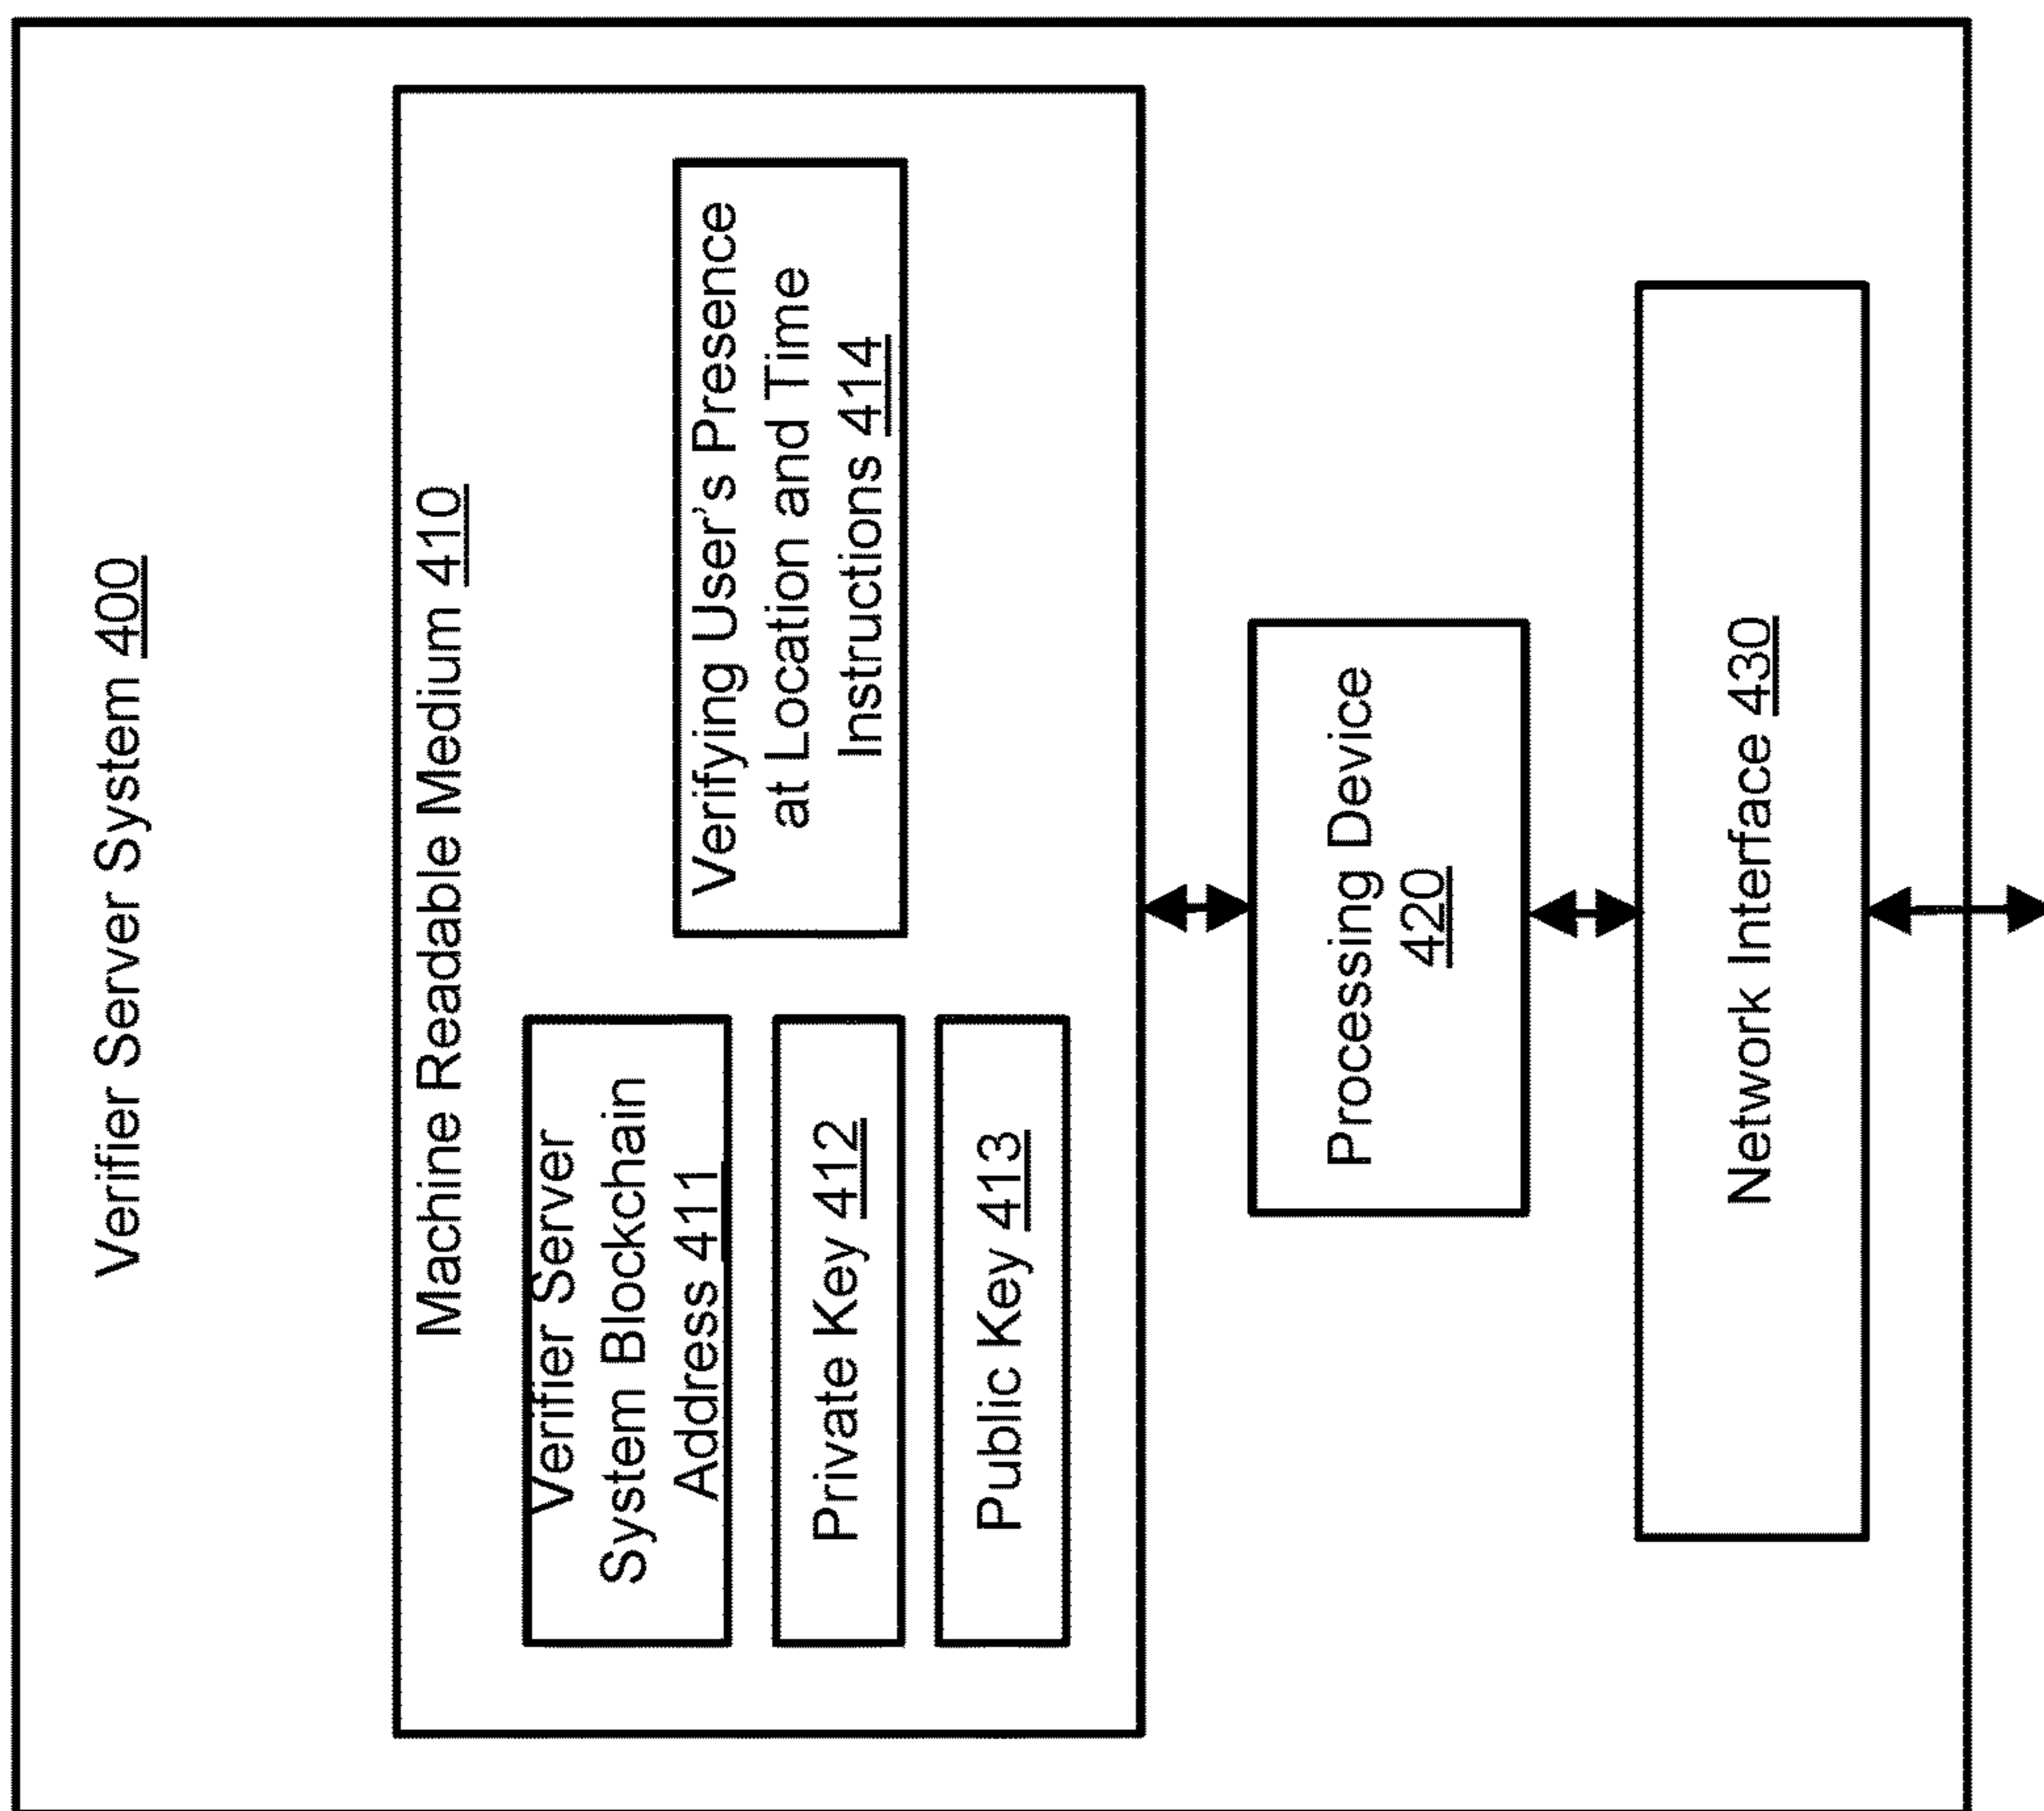 Verifier Server System 400
Machine Readable Medium 410
Verifier Server
System Blockchain
Address 411
Private Key 412
Public Key 413
Verifying User's Presence
at Location and Time
Instructions 414
Processing Device
420
Network Interface 430